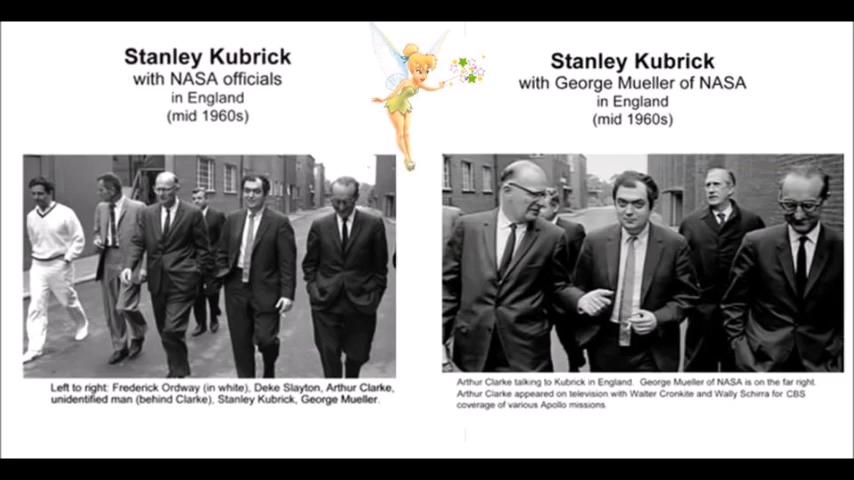 Stanley Kubrick
with NASA officials
in England
(mid 1960s)
Left to right: Frederick Ordway (in white), Deke Slayton, Arthur Clarke,
unidentified man (behind Clarke), Stanley Kubrick, George Mueller.
Stanley Kubrick
with George Mueller of NASA
in England
(mid 1960s)
Arthur Clarke talking to Kubrick in England. George Mueller of NASA is on the far right.
Arthur Clarke appeared on television with Walter Cronkite and Wally Schirra for CBS
coverage of various Apollo missions.